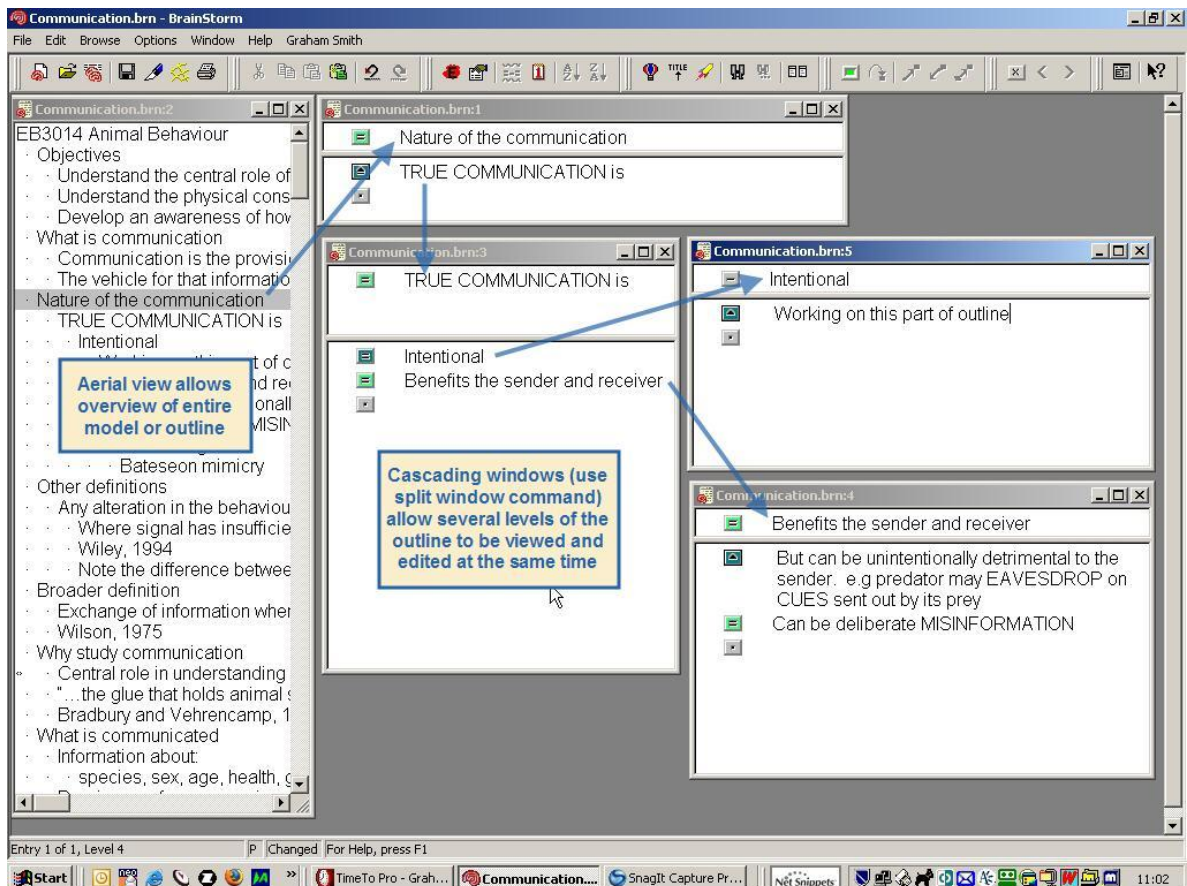 Communication.brn - BrainStorm
File Edit Browse Options Window Help Graham Smith
TITLE
Communication.brn:2
EB3014 Animal Behaviour
· Objectives
· · Understand the central role of
· · Understand the physical cons
· · Develop an awareness of how
· What is communication
· · Communication is the provisi
· · The vehicle for that informatio
· Nature of the communication
· · TRUE COMMUNICATION is
· · · Intentional
t of c
nd re
onall
MISIN
· · · · · Bateseon mimicry
· Other definitions
· · Any alteration in the behaviou
· · · Where signal has insufficie
· · · Wiley, 1994
· · · Note the difference betwee
· Broader definition
· · Exchange of information wher
· · Wilson, 1975
· Why study communication
· · Central role in understanding
· · "...the glue that holds animal s
· · Bradbury and Vehrencamp, 1
· What is communicated
· · Information about:
· · · species, sex, age, health, g
Aerial view allows
overview of entire
model or outline
Communication.brn:1
Nature of the communication
TRUE COMMUNICATION is
Communication.brn:3
TRUE COMMUNICATION is
Intentional
Benefits the sender and receiver
Cascading windows (use
split window command)
allow several levels of the
outline to be viewed and
edited at the same time
Communication.brn:5
Intentional
Working on this part of outline
Communication.brn:4
Benefits the sender and receiver
But can be unintentionally detrimental to the
sender. e.g predator may EAVESDROP on
CUES sent out by its prey
Can be deliberate MISINFORMATION
Entry 1 of 1, Level 4 P Changed For Help, press F1
Start » TimeTo Pro - Grah... Communication.... SnagIt Capture Pr... Net Snippets 11:02